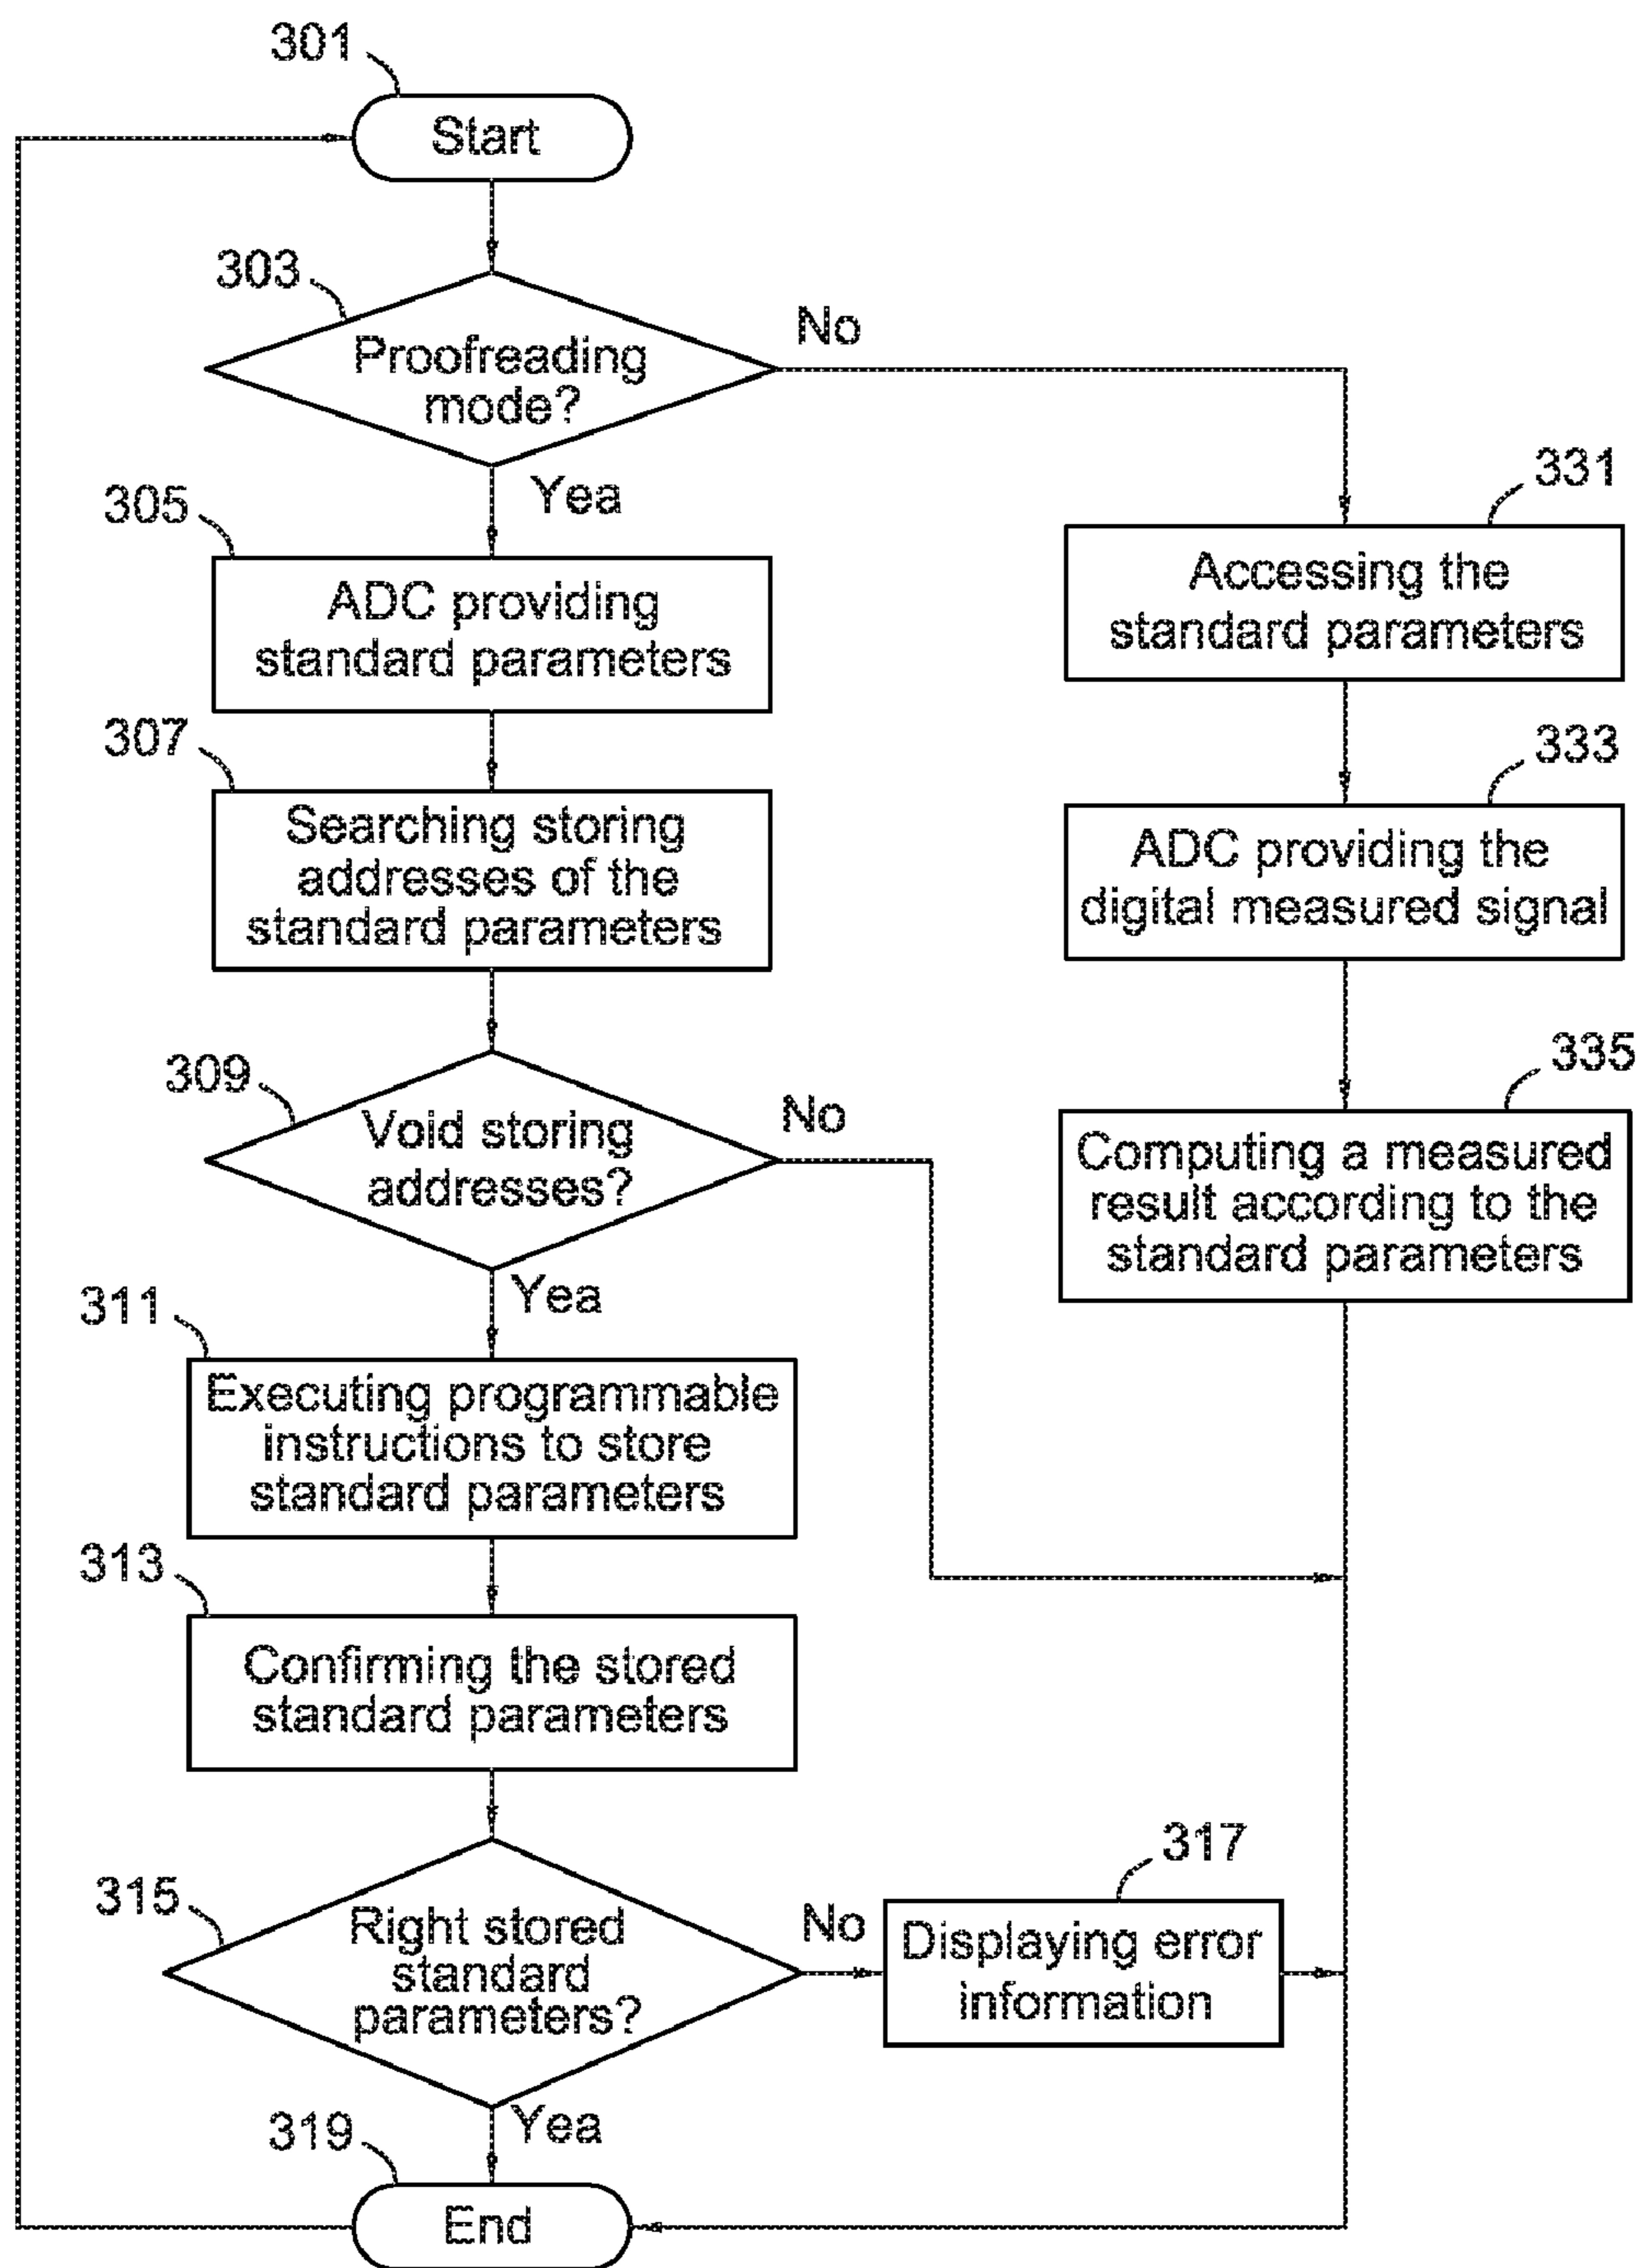 301
Start
303
Proofreading
mode?
No
Yea
305
ADC providing
standard parameters
307
Searching storing
addresses of the
standard parameters
309
Void storing
addresses?
No
Yea
311
Executing programmable
instructions to store
standard parameters
313
Confirming the stored
standard parameters
315
Right stored
standard
parameters?
No
317
Displaying error
information
Yea
319
End
331
Accessing the
standard parameters
333
ADC providing the
digital measured signal
335
Computing a measured
result according to the
standard parameters